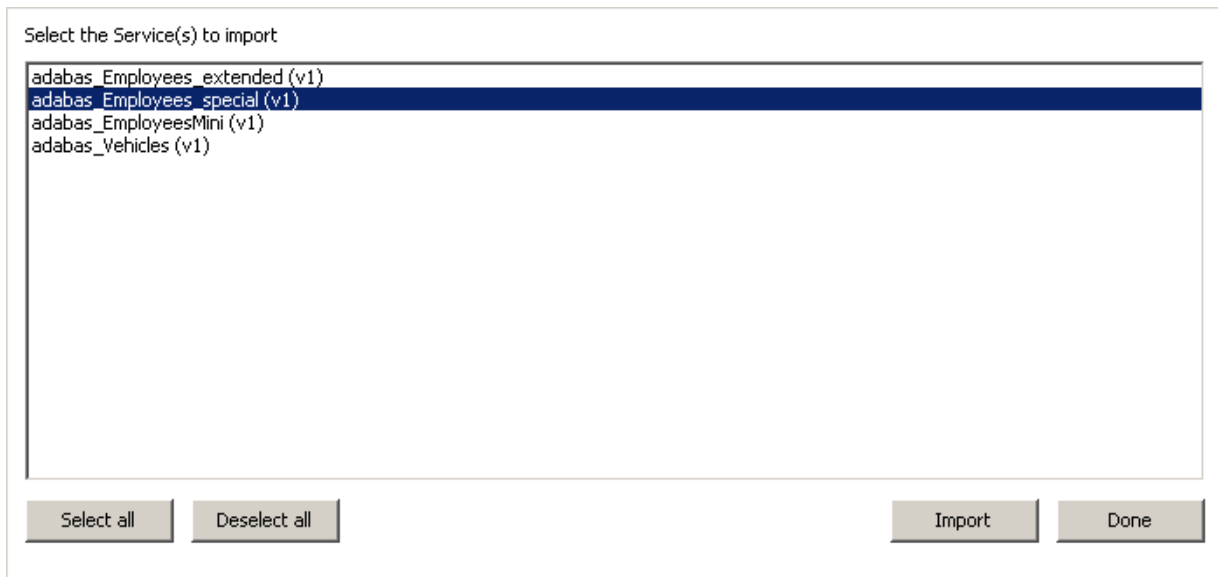 Select the Service(s) to import
adabas_Employees_extended (v1)
adabas_Employees_special (v1)
adabas_EmployeesMini (v1)
adabas_Vehicles (v1)
Select all
Deselect all
Import
Done